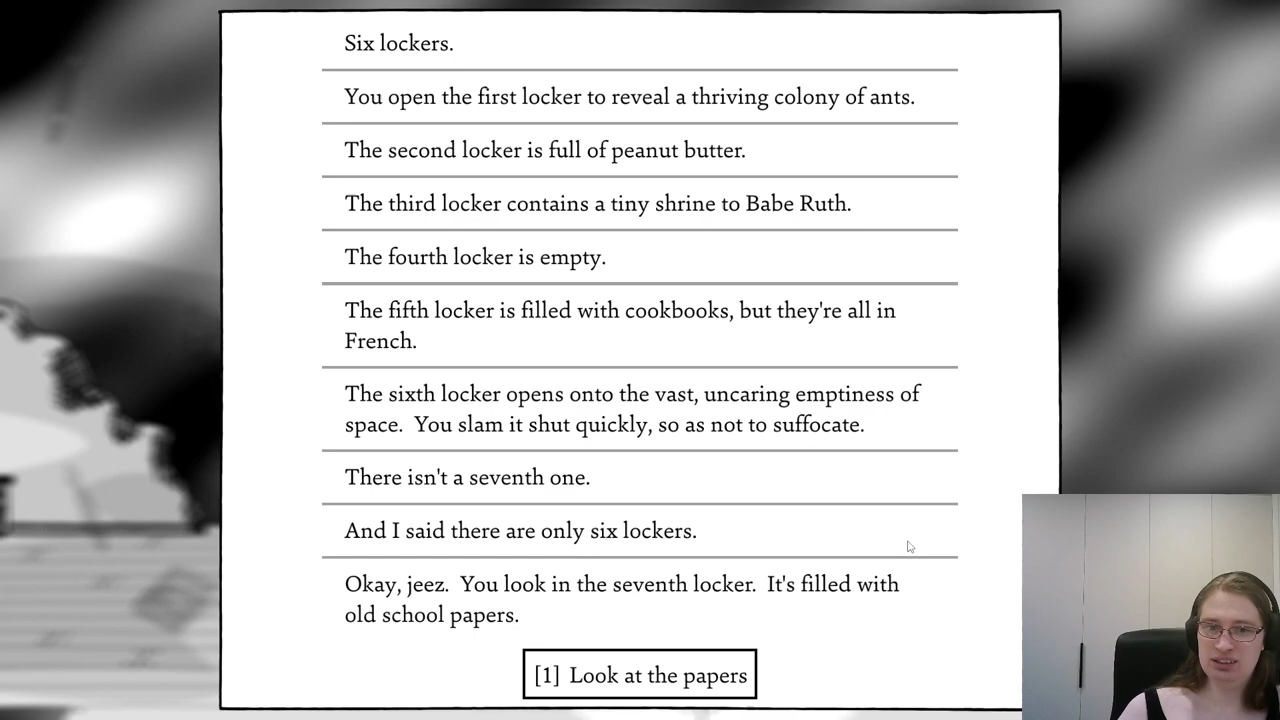 Six lockers.
You open the first locker to reveal a thriving colony of ants.
The second locker is full of peanut butter.
The third locker contains a tiny shrine to Babe Ruth.
The fourth locker is empty.
The fifth locker is filled with cookbooks, but they're all in
French.
The sixth locker opens onto the vast, uncaring emptiness of
space.  You slam it shut quickly, so as not to suffocate.
There isn't a seventh one.
And I said there are only six lockers.
Okay, jeez.  You look in the seventh locker.  It's filled with
old school papers.
[1] Look at the papers